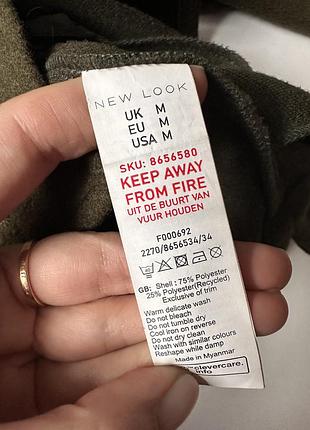 NEW LOOK
UK M
EU M
USA M
SKU: 8656580
KEEP AWAY
FROM FIRE
UIT DE BUURT VAN
VUUR HOUDEN
F000692
2270/8656534/34
GB: Shell: 75% Polyester
25% Polyester(Recycled)
Exclusive of trim
Warm delicate wash
Do not bleach
Do not tumble dry
Cool iron on reverse
Do not dry clean
Wash with similar colours
Reshape while damp
Made in Myanmar
clevercare.
info